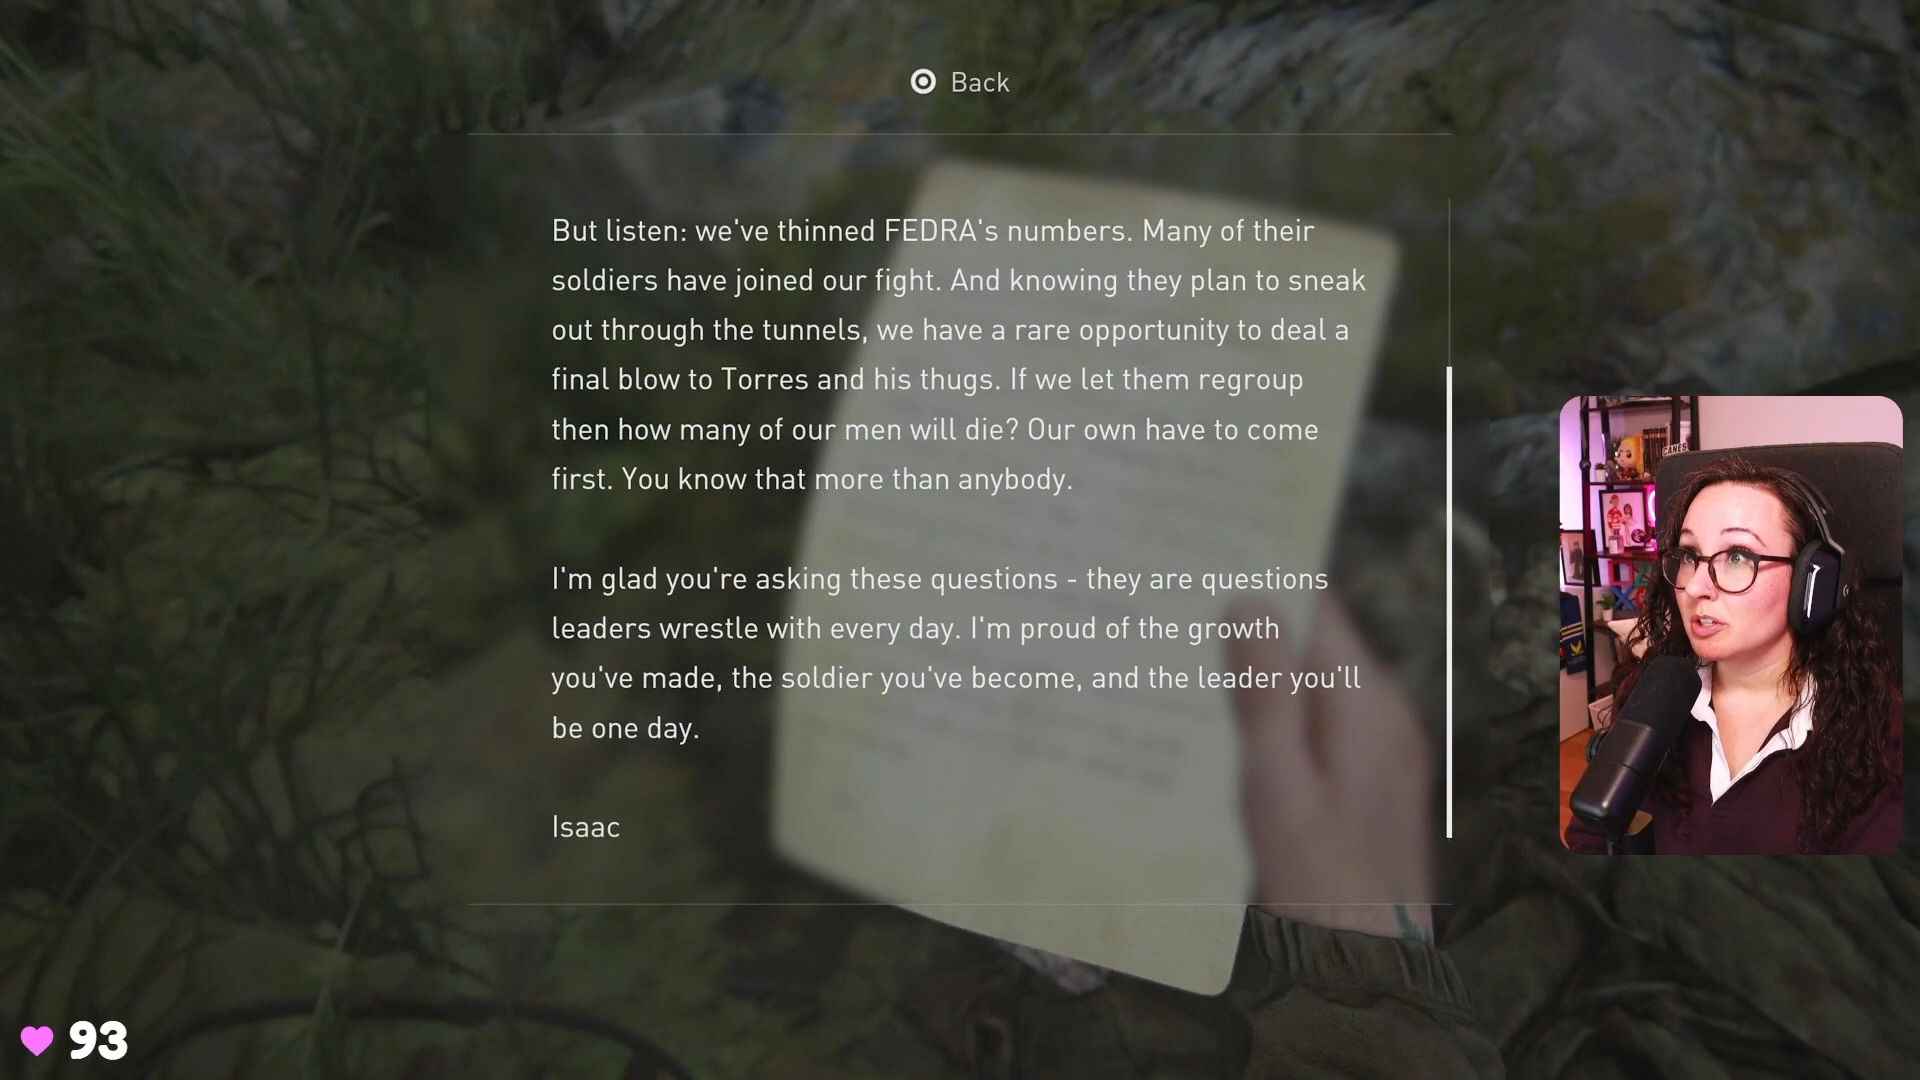 Back
But listen: we've thinned FEDRA's numbers. Many of their
soldiers have joined our fight. And knowing they plan to sneak
out through the tunnels, we have a rare opportunity to deal a
final blow to Torres and his thugs. If we let them regroup
then how many of our men will die? Our own have to come
first. You know that more than anybody.
I'm glad you're asking these questions - they are questions
leaders wrestle with every day. I'm proud of the growth
you've made, the soldier you've become, and the leader you'll
be one day.
Isaac
CANES
93